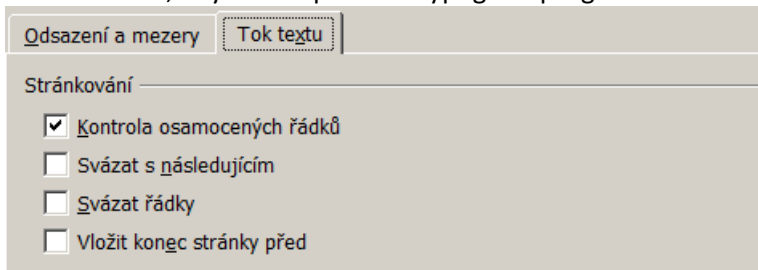 Odsazení a mezery Tok textu
Stránkování
Kontrola osamocených řádků
Svázat s následujícím
Svázat řádky
Vložit konec stránky před